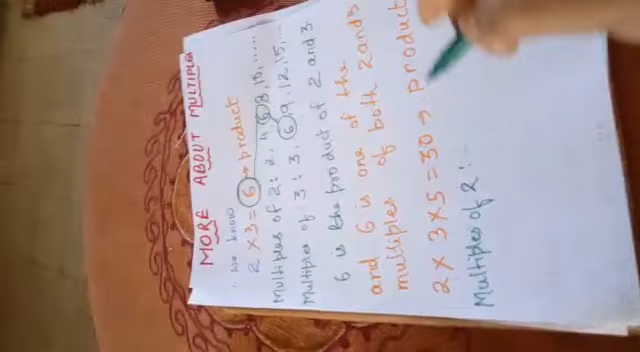 MORE ABOUT MULTIPLES
we know
2 x 3 = 6 → product
Multiples of 2: 2, 4, 6, 8, 10, .....
Multiples of 3: 3, 6, 9, 12, 15, ...
6 is the product of 2 and 3
and 6 is one of the
multiples of both 2 and 3
2 x 3 x 5 = 30 → product
Multiples of 2: